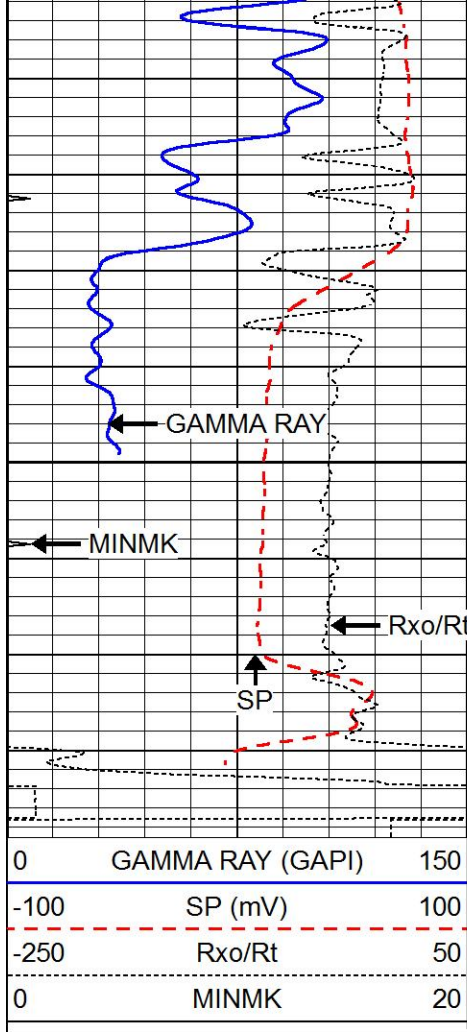 GAMMA RAY
MINMK
Rxo/Rt
SP
0 GAMMA RAY (GAPI) 150
-100 SP (mV) 100
-250 Rxo/Rt 50
0 MINMK 20